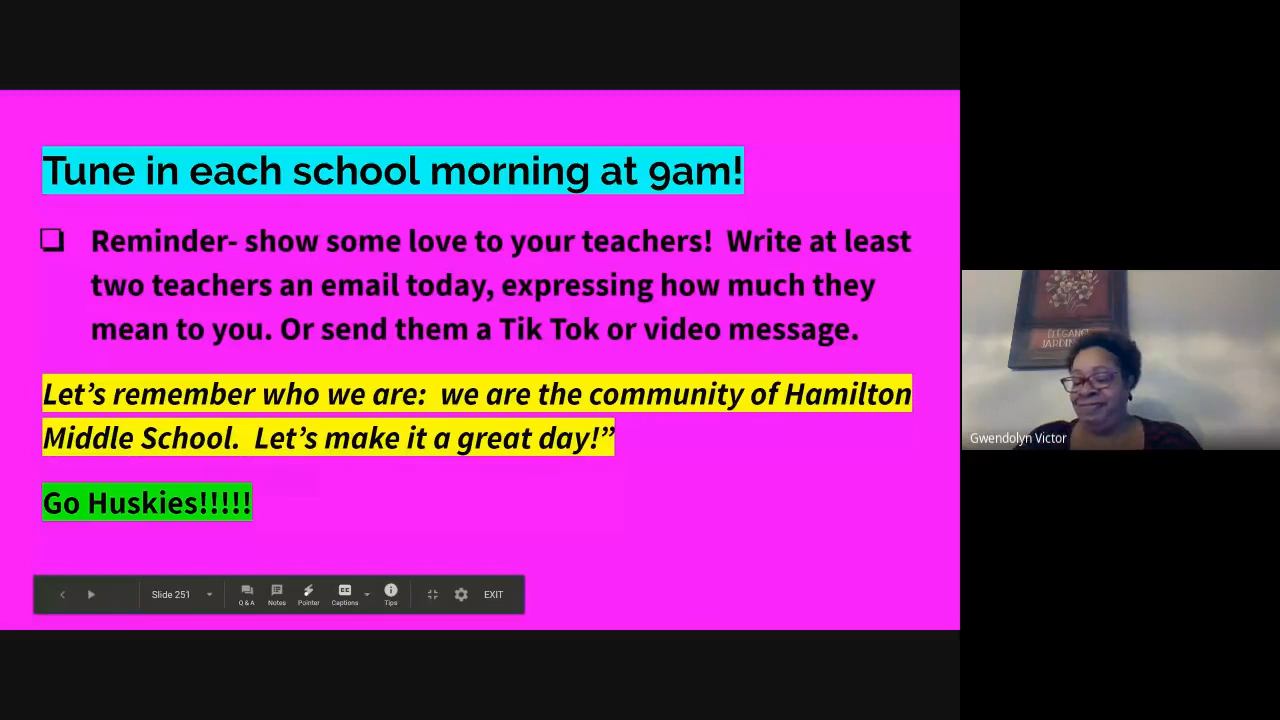 Tune in each school morning at 9am!
❏ Reminder- show some love to your teachers!  Write at least
two teachers an email today, expressing how much they
mean to you. Or send them a Tik Tok or video message.
Let’s remember who we are:  we are the community of Hamilton
Middle School.  Let’s make it a great day!”
Go Huskies!!!!!
Slide 251
Q & A Notes Pointer Captions Tips EXIT
ELEGANCE
JARDIN
Gwendolyn Victor